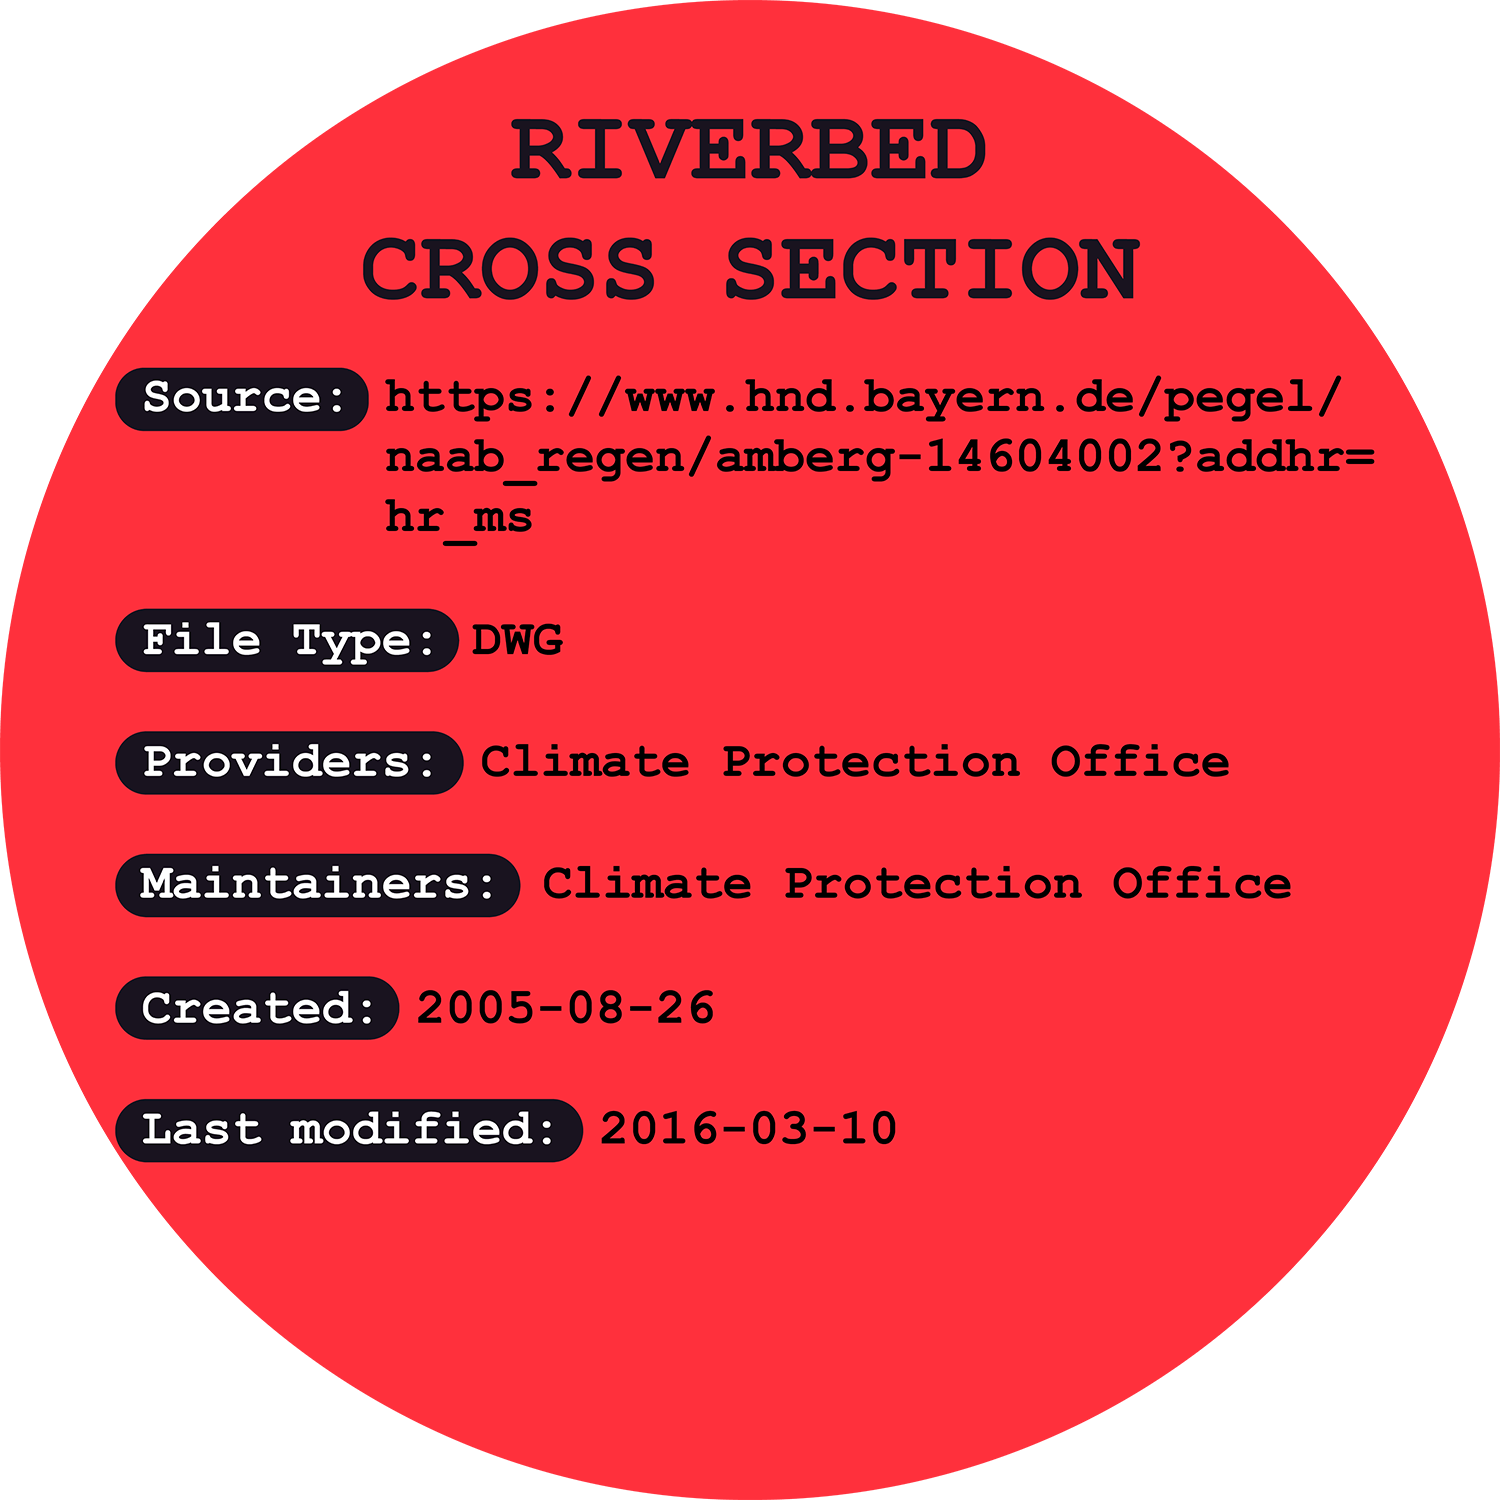 RIVERBED
CROSS SECTION
Source: https://www.hnd.bayern.de/pegel/
naab_regen/amberg-14604002?addhr=
hr_ms
File Type: DWG
Providers: Climate Protection Office
Maintainers: Climate Protection Office
Created: 2005-08-26
Last modified: 2016-03-10